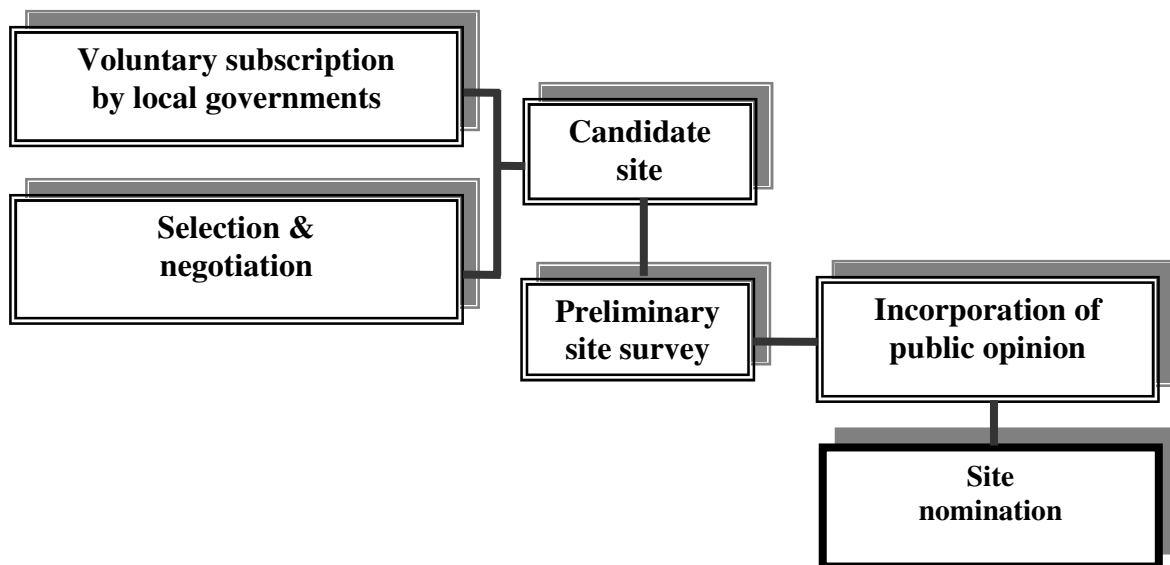 Voluntary subscription
by local governments
Candidate
site
Selection &
negotiation
Preliminary
site survey
Incorporation of
public opinion
Site
nomination